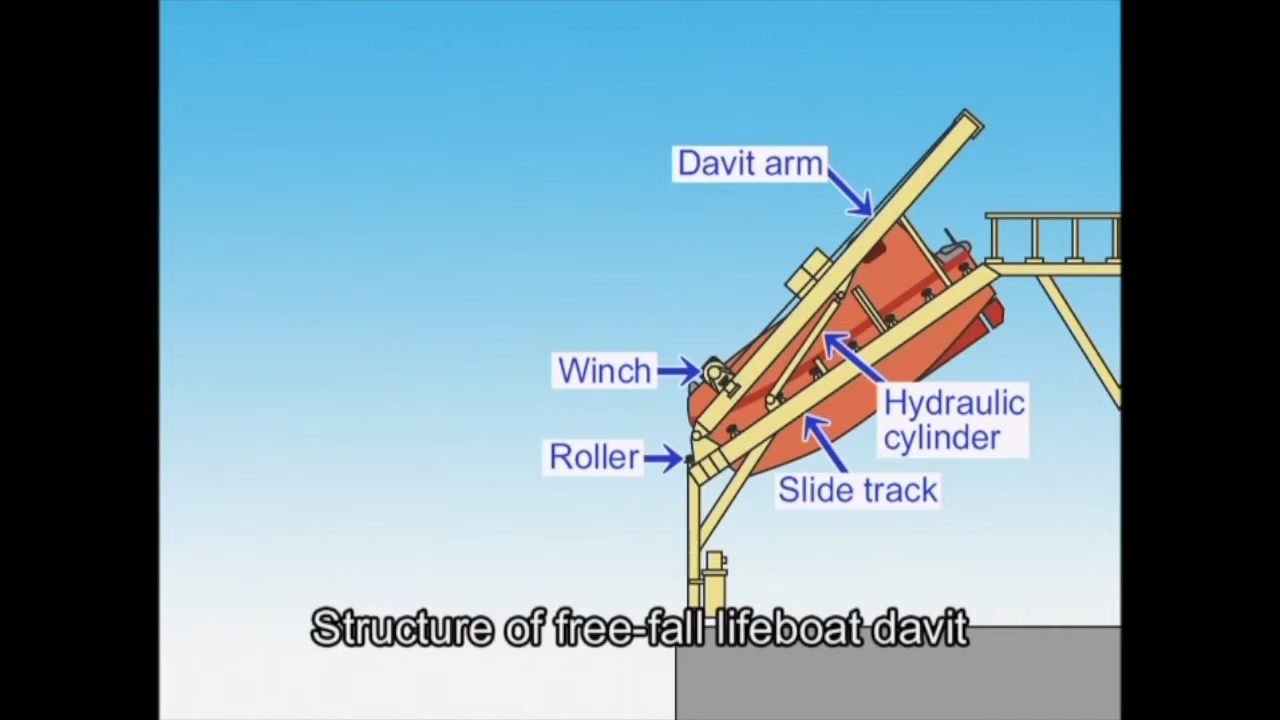 Davit arm
Winch
Hydraulic
cylinder
Roller
Slide track
Structure of free-fall lifeboat davit